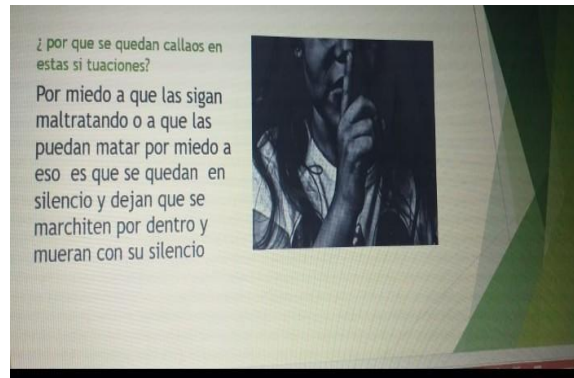 ¿ por que se quedan callaos en
estas si tuaciones?
Por miedo a que las sigan
maltratando o a que las
puedan matar por miedo a
eso es que se quedan en
silencio y dejan que se
marchiten por dentro y
mueran con su silencio